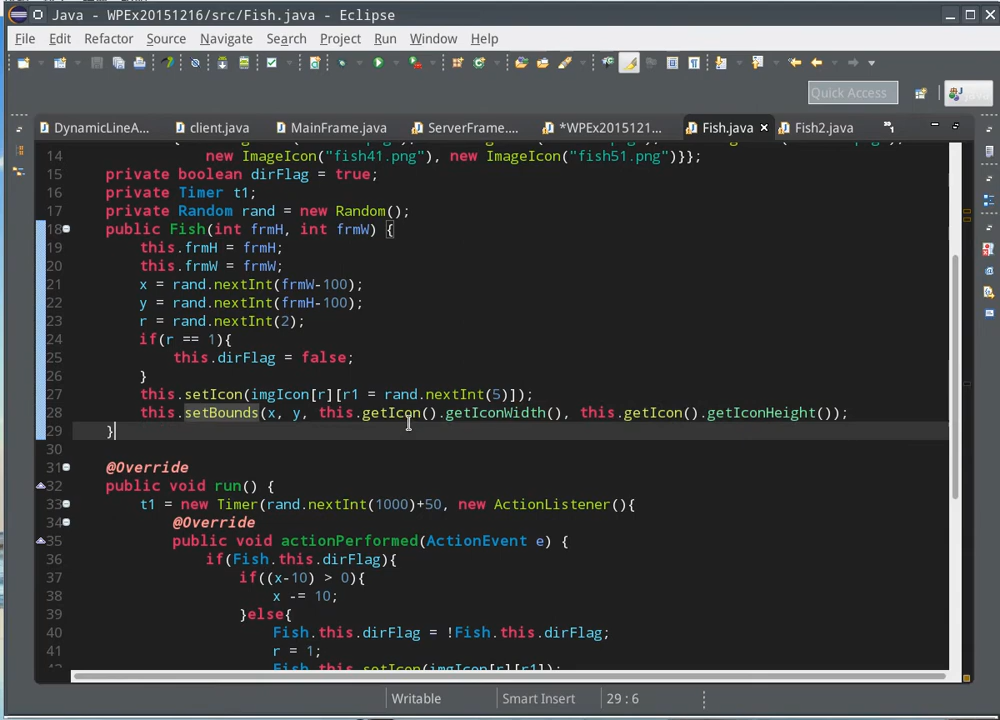 Java - WPEx20151216/src/Fish.java - Eclipse
File Edit Refactor Source Navigate Search Project Run Window Help
Quick Access
DynamicLineA... client.java MainFrame.java ServerFrame.... *WPEx2015121... Fish.java Fish2.java
14 new ImageIcon("fish41.png"), new ImageIcon("fish51.png")}};
15 private boolean dirFlag = true;
16 private Timer t1;
17 private Random rand = new Random();
18 public Fish(int frmH, int frmW) {
19 this.frmH = frmH;
20 this.frmW = frmW;
21 x = rand.nextInt(frmW-100);
22 y = rand.nextInt(frmH-100);
23 r = rand.nextInt(2);
24 if(r == 1){
25 this.dirFlag = false;
26 }
27 this.setIcon(imgIcon[r][r1 = rand.nextInt(5)]);
28 this.setBounds(x, y, this.getIcon().getIconWidth(), this.getIcon().getIconHeight());
29 }
30
31 @Override
32 public void run() {
33 t1 = new Timer(rand.nextInt(1000)+50, new ActionListener(){
34 @Override
35 public void actionPerformed(ActionEvent e) {
36 if(Fish.this.dirFlag){
37 if((x-10) > 0){
38 x -= 10;
39 }else{
40 Fish.this.dirFlag = !Fish.this.dirFlag;
41 r = 1;
42 Fish.this.setIcon(imgIcon[r][r1]);
Writable Smart Insert 29 : 6